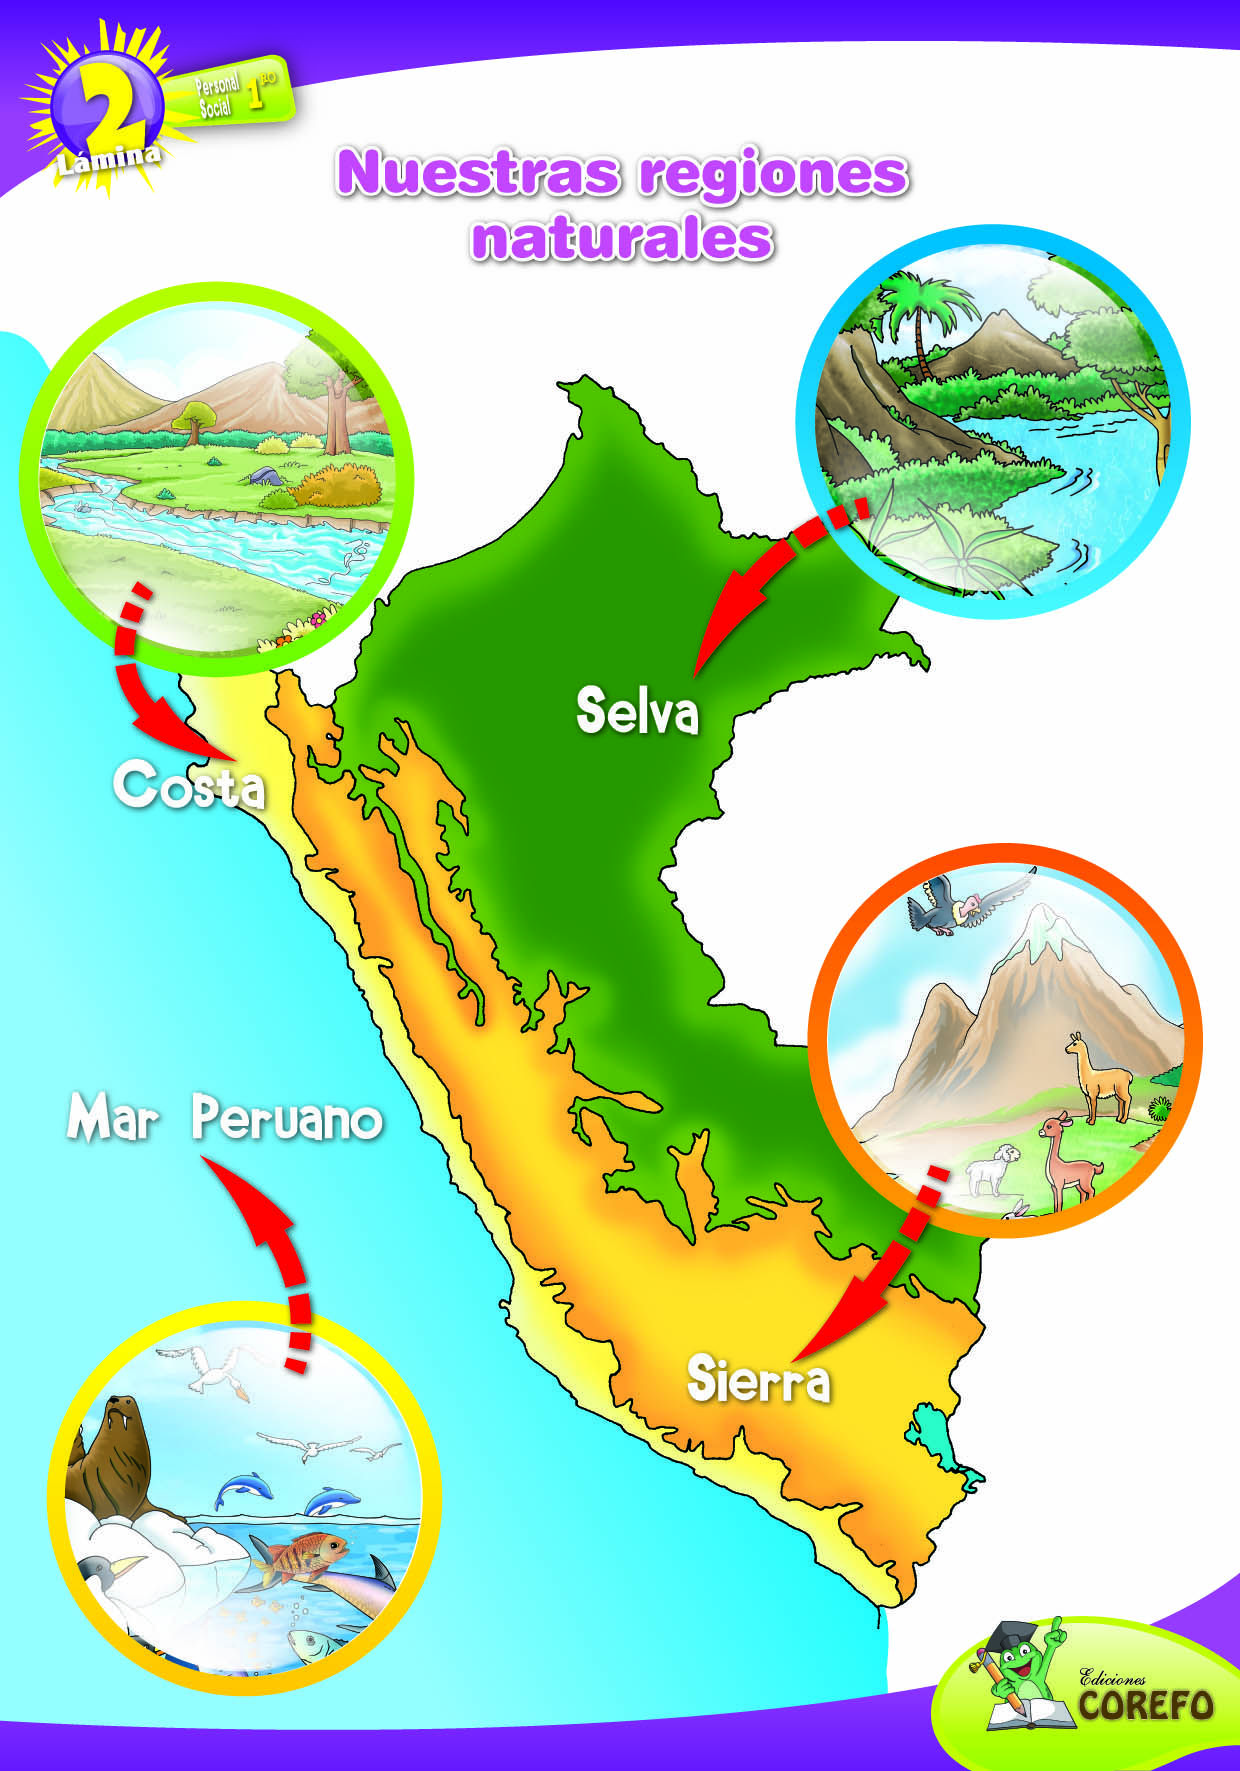 2
Lámina
Personal
Social
1ro
Nuestras regiones
naturales
Selva
Costa
Mar Peruano
Sierra
Ediciones
COREFO